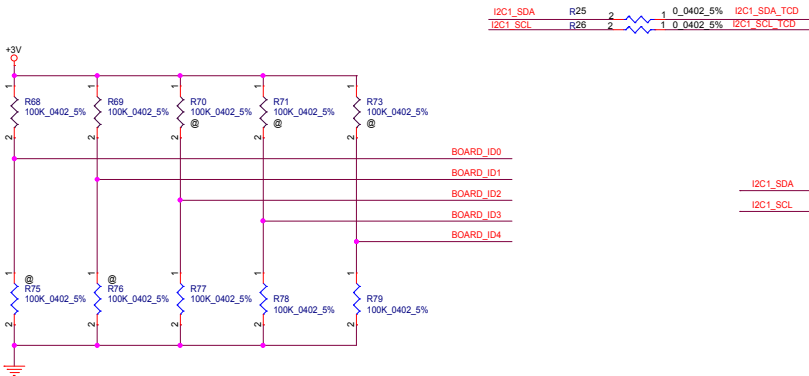 I2C1_SDA R25 2 1 0_0402_5% I2C1_SDA_TCD
I2C1_SCL R26 2 1 0_0402_5% I2C1_SCL_TCD
+3V
1 1 1 1 1
R68 R69 R70 R71 R73
100K_0402_5% 100K_0402_5% 100K_0402_5% 100K_0402_5% 100K_0402_5%
@ @ @
2 2 2 2 2
BOARD_ID0
BOARD_ID1
I2C1_SDA
BOARD_ID2
I2C1_SCL
BOARD_ID3
BOARD_ID4
1 1 1 1 1
@ @
R75 R76 R77 R78 R79
100K_0402_5% 100K_0402_5% 100K_0402_5% 100K_0402_5% 100K_0402_5%
2 2 2 2 2